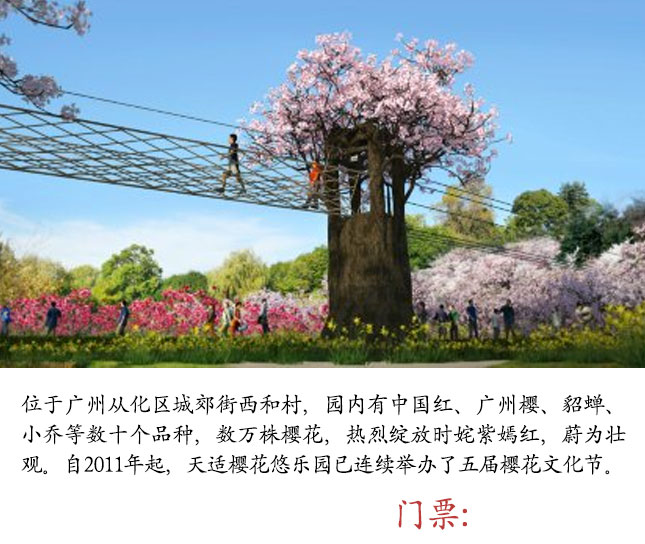 位于广州从化区城郊街西和村，园内有中国红、广州樱、貂蝉、
小乔等数十个品种，数万株樱花，热烈绽放时姹紫嫣红，蔚为壮
观。自2011年起，天适樱花悠乐园已连续举办了五届樱花文化节。
门票: